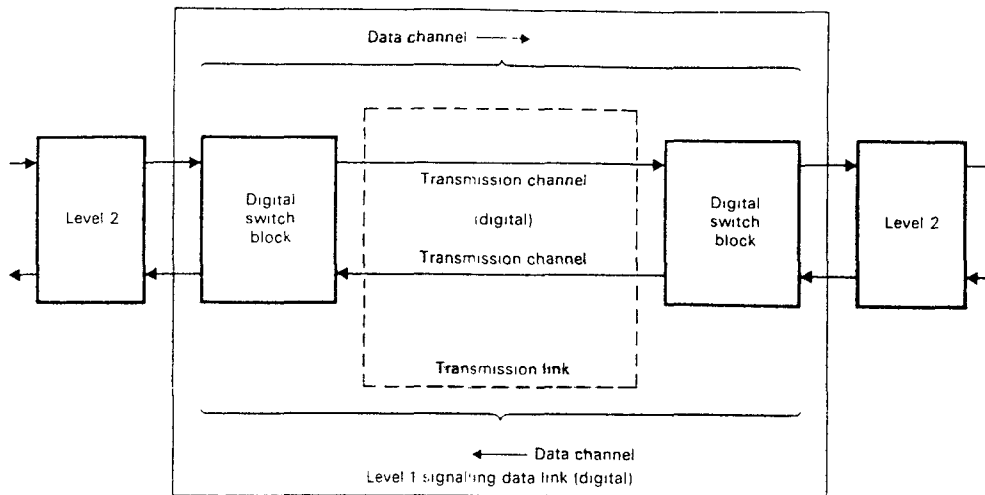 Data channel
Level 2
Digital
switch
block
Transmission channel
(digital)
Transmission channel
Digital
switch
block
Level 2
Transmission link
Data channel
Level 1 signalling data link (digital)